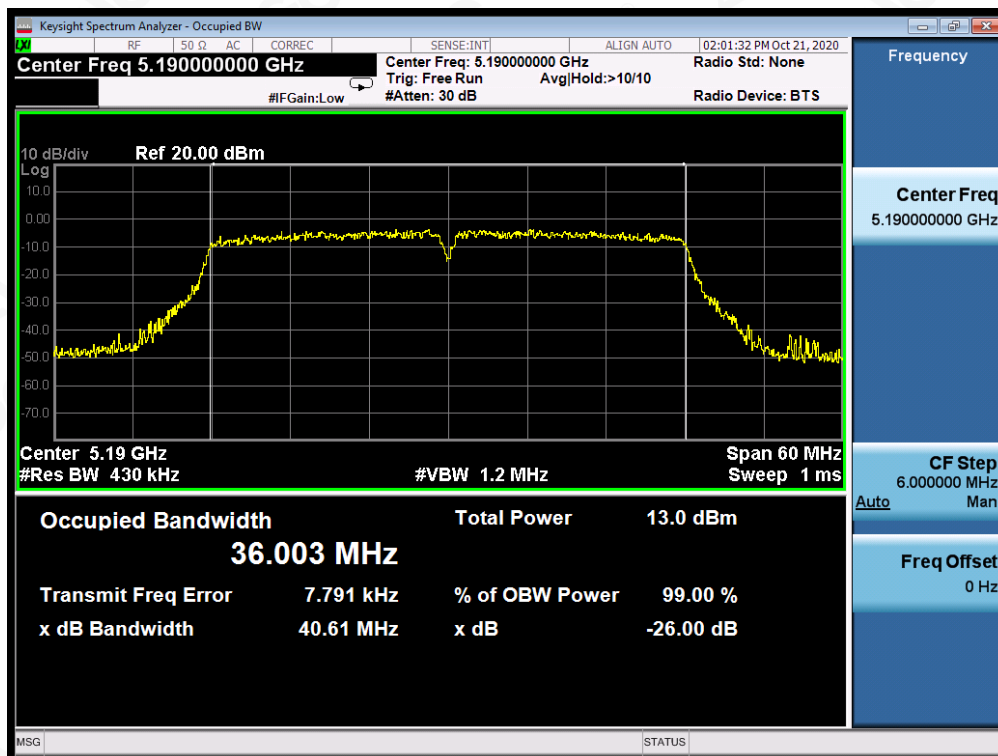 Keysight Spectrum Analyzer - Occupied BW
LXI RF 50 Ω AC CORREC SENSE:INT ALIGN AUTO 02:01:32 PM Oct 21, 2020
Center Freq 5.190000000 GHz
Center Freq: 5.190000000 GHz Radio Std: None
Trig: Free Run Avg|Hold:>10/10
#IFGain:Low #Atten: 30 dB Radio Device: BTS
10 dB/div Ref 20.00 dBm
Log
10.0
0.00
-10.0
-20.0
-30.0
-40.0
-50.0
-60.0
-70.0
Center 5.19 GHz Span 60 MHz
#Res BW 430 kHz #VBW 1.2 MHz Sweep 1 ms
Occupied Bandwidth Total Power 13.0 dBm
36.003 MHz
Transmit Freq Error 7.791 kHz % of OBW Power 99.00 %
x dB Bandwidth 40.61 MHz x dB -26.00 dB
MSG STATUS
Frequency
Center Freq
5.190000000 GHz
CF Step
6.000000 MHz
Auto Man
Freq Offset
0 Hz